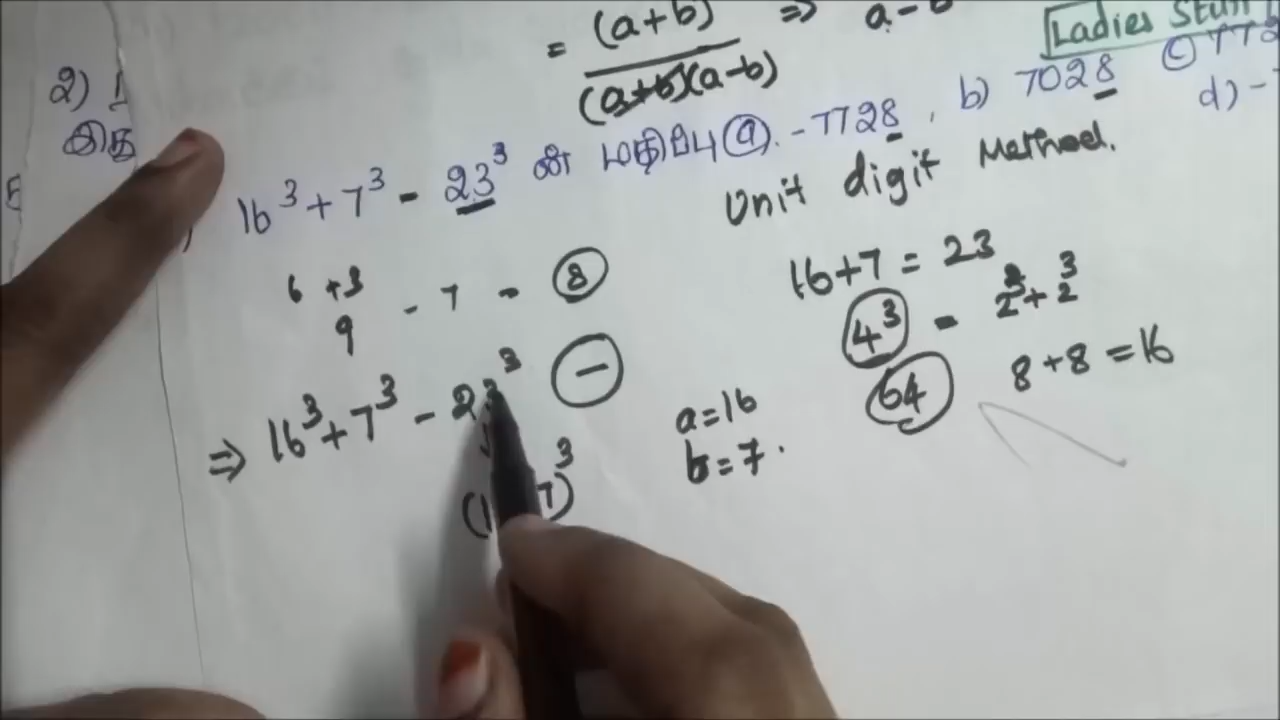 = (a+b) / (a+b)(a-b) ⇒ a-b
Ladies Stuff
2) 1
இத
16³ + 7³ - 23³ ன் மதிப்பு (a). -7728, b) 7028 (c) 772
d) -
Unit digit Method.
6 + 3
9 - 7 - 8
16+7 = 23
4³ - 2³ + 2³
64
8+8 = 16
⇒ 16³ + 7³ - 23³
-
a=16
b=7.